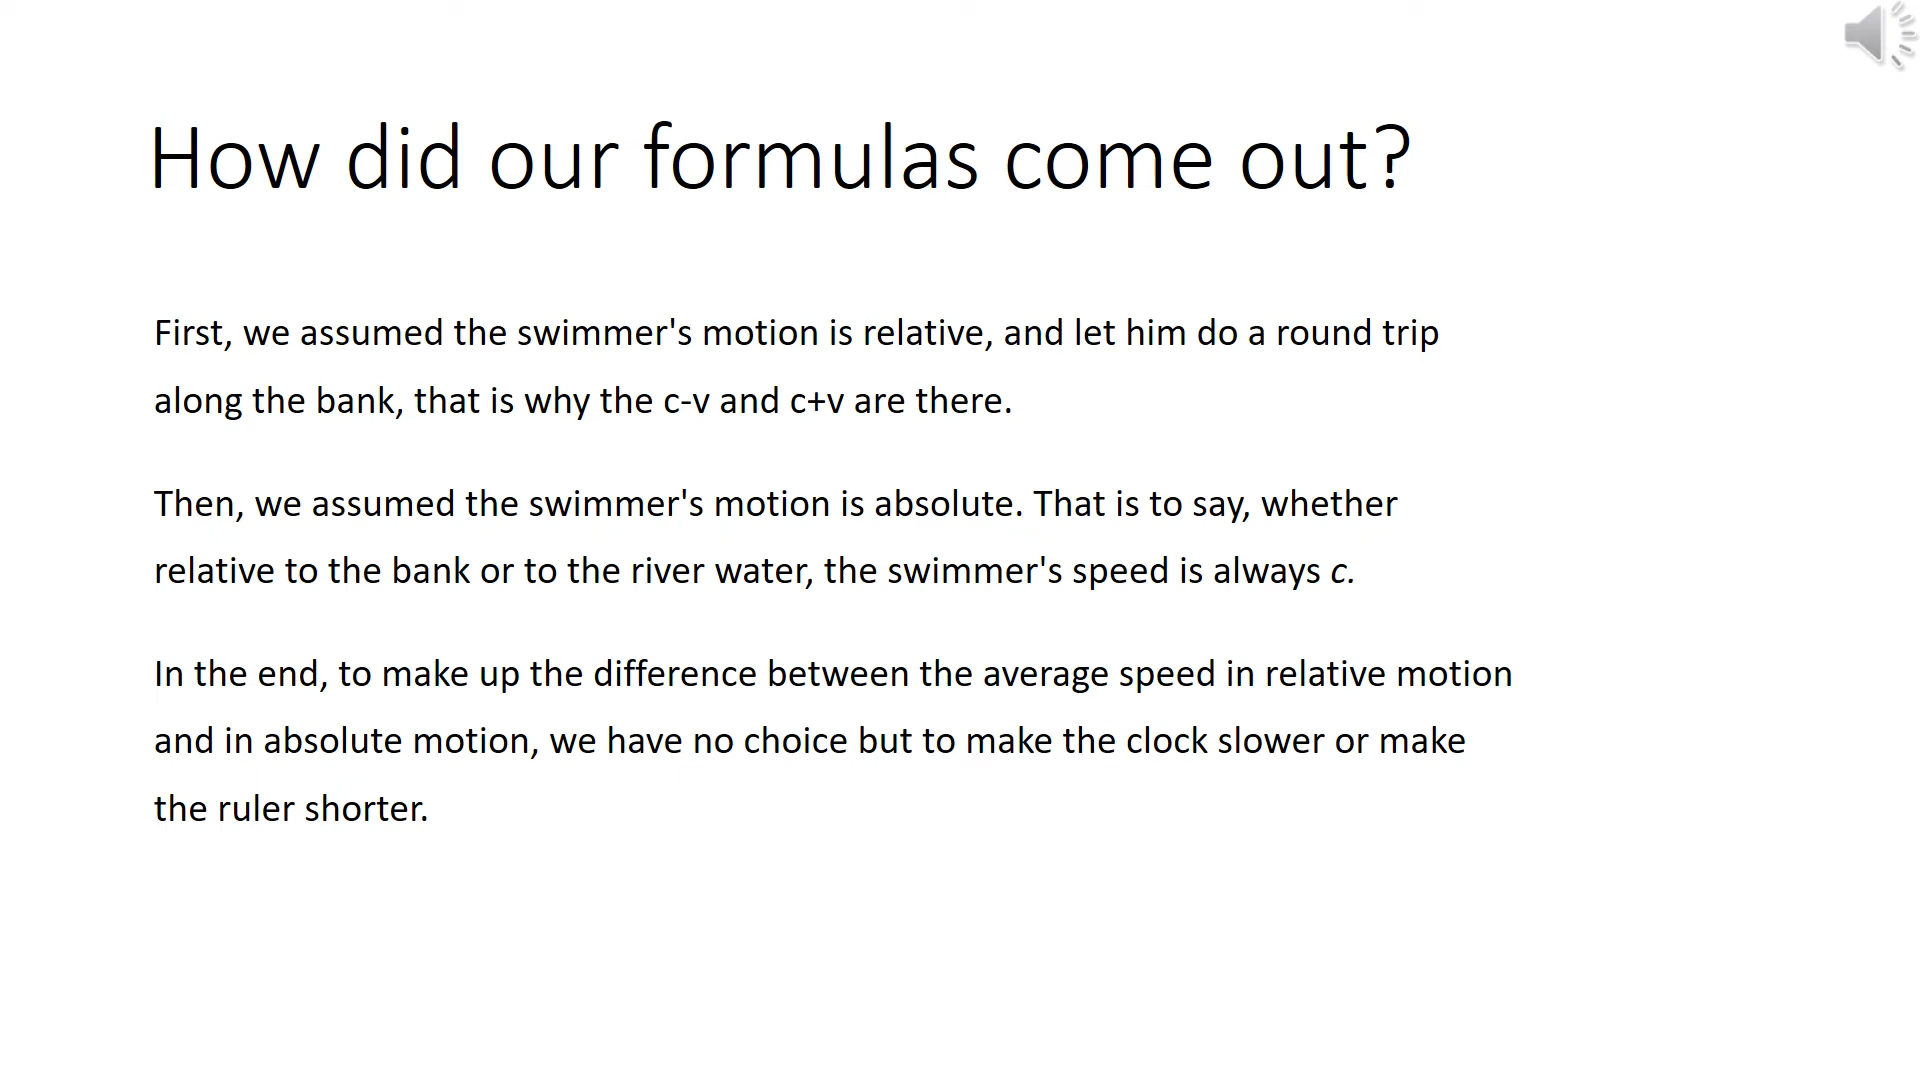 How did our formulas come out?
First, we assumed the swimmer's motion is relative, and let him do a round trip
along the bank, that is why the c-v and c+v are there.
Then, we assumed the swimmer's motion is absolute. That is to say, whether
relative to the bank or to the river water, the swimmer's speed is always c.
In the end, to make up the difference between the average speed in relative motion
and in absolute motion, we have no choice but to make the clock slower or make
the ruler shorter.